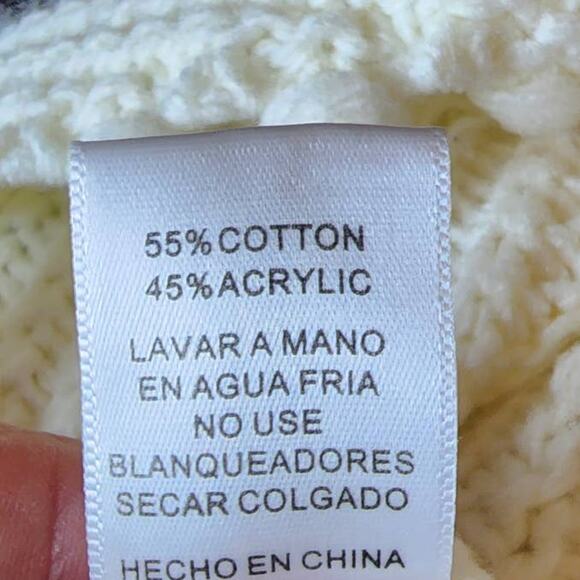 55% COTTON
45% ACRYLIC
LAVAR A MANO
EN AGUA FRIA
NO USE
BLANQUEADORES
SECAR COLGADO
HECHO EN CHINA